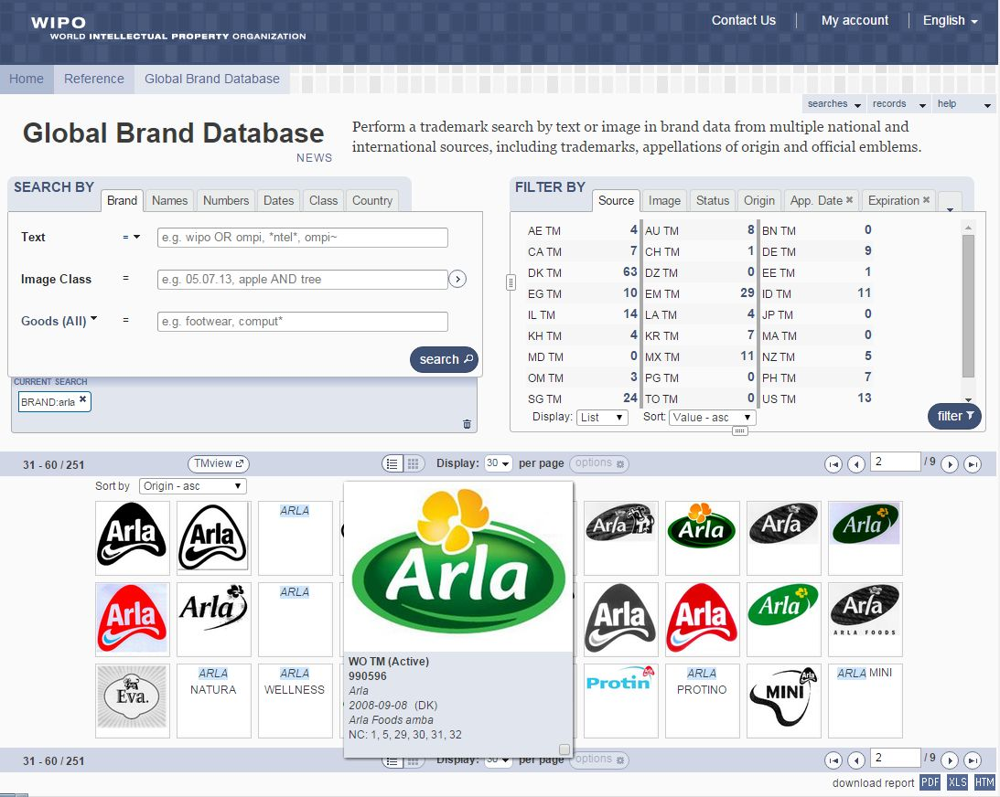 WIPO
WORLD INTELLECTUAL PROPERTY ORGANIZATION
Contact Us
My account
English
Home
Reference
Global Brand Database
searches
records
help
Global Brand Database
NEWS
Perform a trademark search by text or image in brand data from multiple national and
international sources, including trademarks, appellations of origin and official emblems.
SEARCH BY
Brand
Names
Numbers
Dates
Class
Country
Text
=
e.g. wipo OR ompi, *ntel*, ompi~
Image Class
=
e.g. 05.07.13, apple AND tree
Goods (All)
=
e.g. footwear, comput*
search
CURRENT SEARCH
BRAND:arla
FILTER BY
Source
Image
Status
Origin
App. Date
Expiration
AE TM 4 AU TM 8 BN TM 0
CA TM 7 CH TM 1 DE TM 9
DK TM 63 DZ TM 0 EE TM 1
EG TM 10 EM TM 29 ID TM 11
IL TM 14 LA TM 4 JP TM 0
KH TM 4 KR TM 7 MA TM 0
MD TM 0 MX TM 11 NZ TM 5
OM TM 3 PG TM 0 PH TM 7
SG TM 24 TO TM 0 US TM 13
Display: List
Sort: Value - asc
filter
31 - 60 / 251
TMview
Display: 30 per page
options
2 / 9
Sort by Origin - asc
Arla
Arla
ARLA
Arla
Arla
Arla
Arla
Arla
Arla
Arla
ARLA
Arla
Arla
Arla
Arla
ARLA FOODS
Eva.
ARLA
NATURA
ARLA
WELLNESS
WO TM (Active)
990596
Arla
2008-09-08 (DK)
Arla Foods amba
NC: 1, 5, 29, 30, 31, 32
Protin
ARLA
PROTINO
Arla
MINI
ARLA MINI
31 - 60 / 251
Display: 30 per page
options
2 / 9
download report PDF XLS HTM